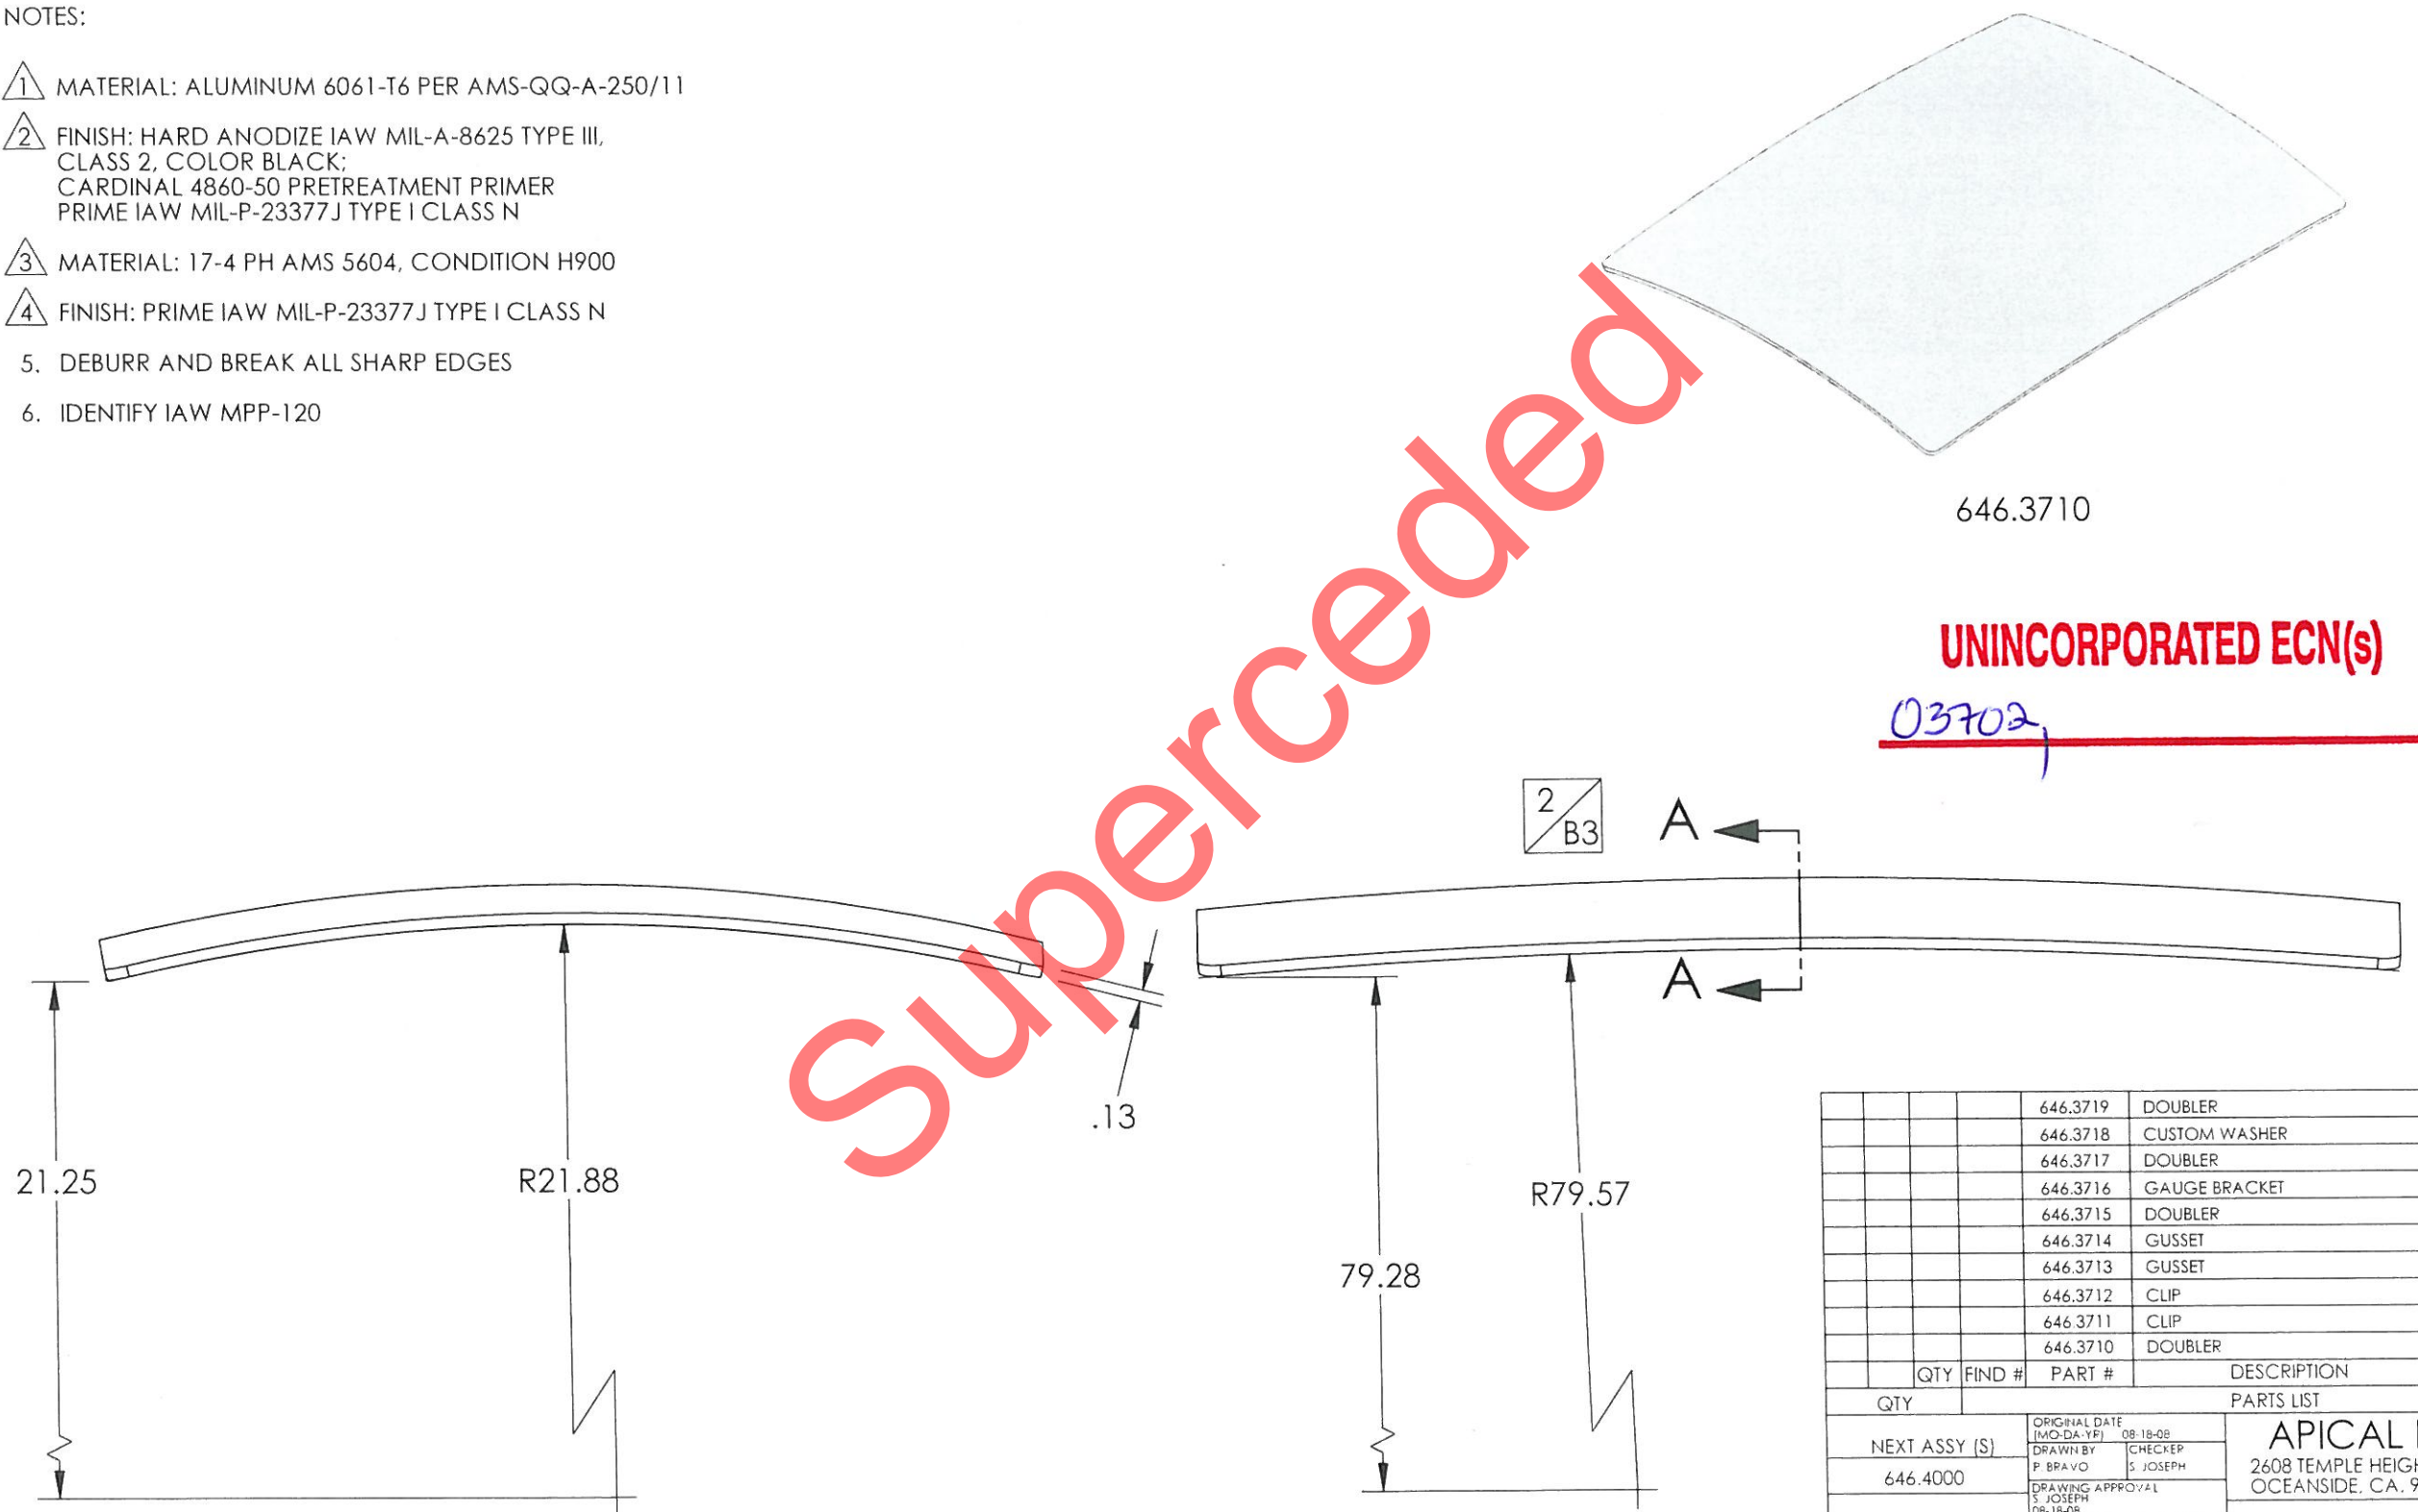 NOTES:
1 MATERIAL: ALUMINUM 6061-T6 PER AMS-QQ-A-250/11
2 FINISH: HARD ANODIZE IAW MIL-A-8625 TYPE III,
CLASS 2, COLOR BLACK;
CARDINAL 4860-50 PRETREATMENT PRIMER
PRIME IAW MIL-P-23377J TYPE I CLASS N
3 MATERIAL: 17-4 PH AMS 5604, CONDITION H900
4 FINISH: PRIME IAW MIL-P-23377J TYPE I CLASS N
5. DEBURR AND BREAK ALL SHARP EDGES
6. IDENTIFY IAW MPP-120
646.3710
UNINCORPORATED ECN(s)
03702,
Superceded
2
B3
A
A
.13
21.25
R21.88
R79.57
79.28
646.3719 DOUBLER
646.3718 CUSTOM WASHER
646.3717 DOUBLER
646.3716 GAUGE BRACKET
646.3715 DOUBLER
646.3714 GUSSET
646.3713 GUSSET
646.3712 CLIP
646.3711 CLIP
646.3710 DOUBLER
QTY FIND # PART # DESCRIPTION
QTY PARTS LIST
NEXT ASSY (S)
646.4000
ORIGINAL DATE
(MO-DA-YR) 08-18-08
DRAWN BY CHECKER
P. BRAVO S. JOSEPH
DRAWING APPROVAL
S. JOSEPH
08-18-08
APICAL
2608 TEMPLE HEIGH
OCEANSIDE, CA. 9